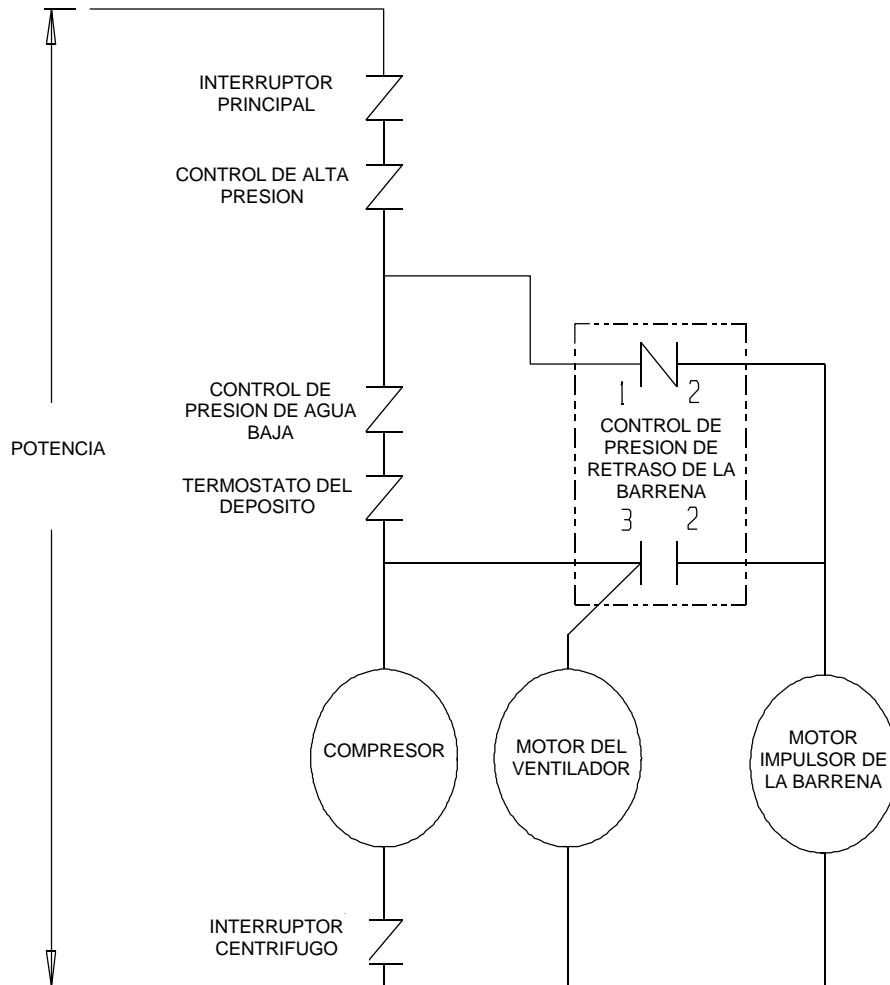 INTERRUPTOR
PRINCIPAL
CONTROL DE ALTA
PRESION
CONTROL DE
PRESION DE AGUA
BAJA
POTENCIA
TERMOSTATO DEL
DEPOSITO
1 2
CONTROL DE
PRESION DE
RETRASO DE LA
BARRENA
3 2
COMPRESOR
MOTOR DEL
VENTILADOR
MOTOR
IMPULSOR DE
LA BARRENA
INTERRUPTOR
CENTRIFUGO